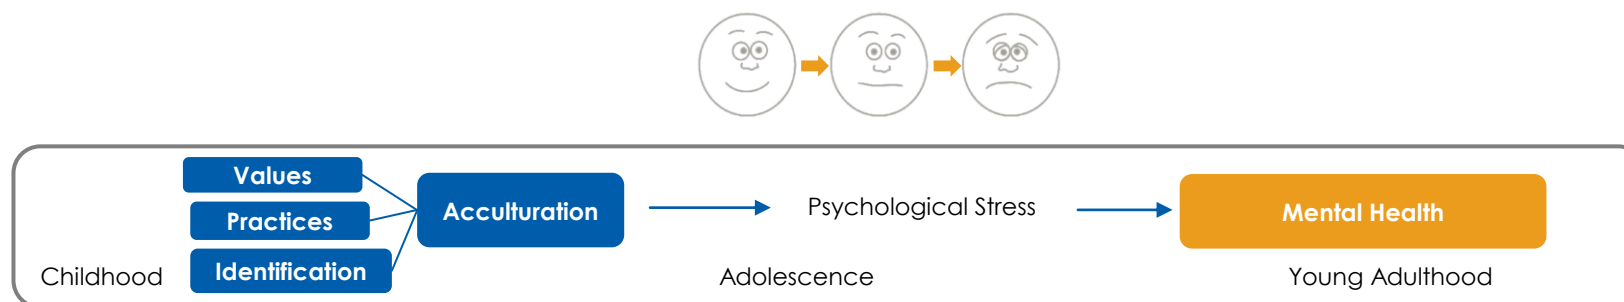 Values
Practices
Identification
Acculturation
Psychological Stress
Mental Health
Childhood
Adolescence
Young Adulthood